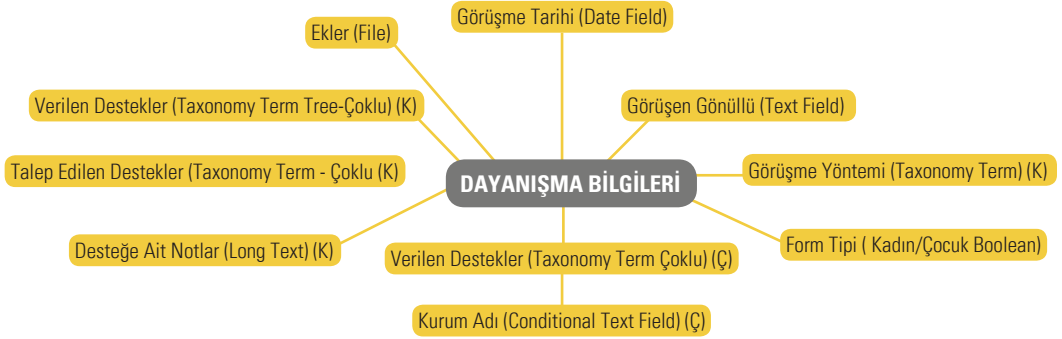 Görüşme Tarihi (Date Field)
Ekler (File)
Verilen Destekler (Taxonomy Term Tree-Çoklu) (K)
Görüşen Gönüllü (Text Field)
Talep Edilen Destekler (Taxonomy Term - Çoklu (K)
DAYANIŞMA BİLGİLERİ
Görüşme Yöntemi (Taxonomy Term) (K)
Desteğe Ait Notlar (Long Text) (K)
Verilen Destekler (Taxonomy Term Çoklu) (Ç)
Form Tipi ( Kadın/Çocuk Boolean)
Kurum Adı (Conditional Text Field) (Ç)